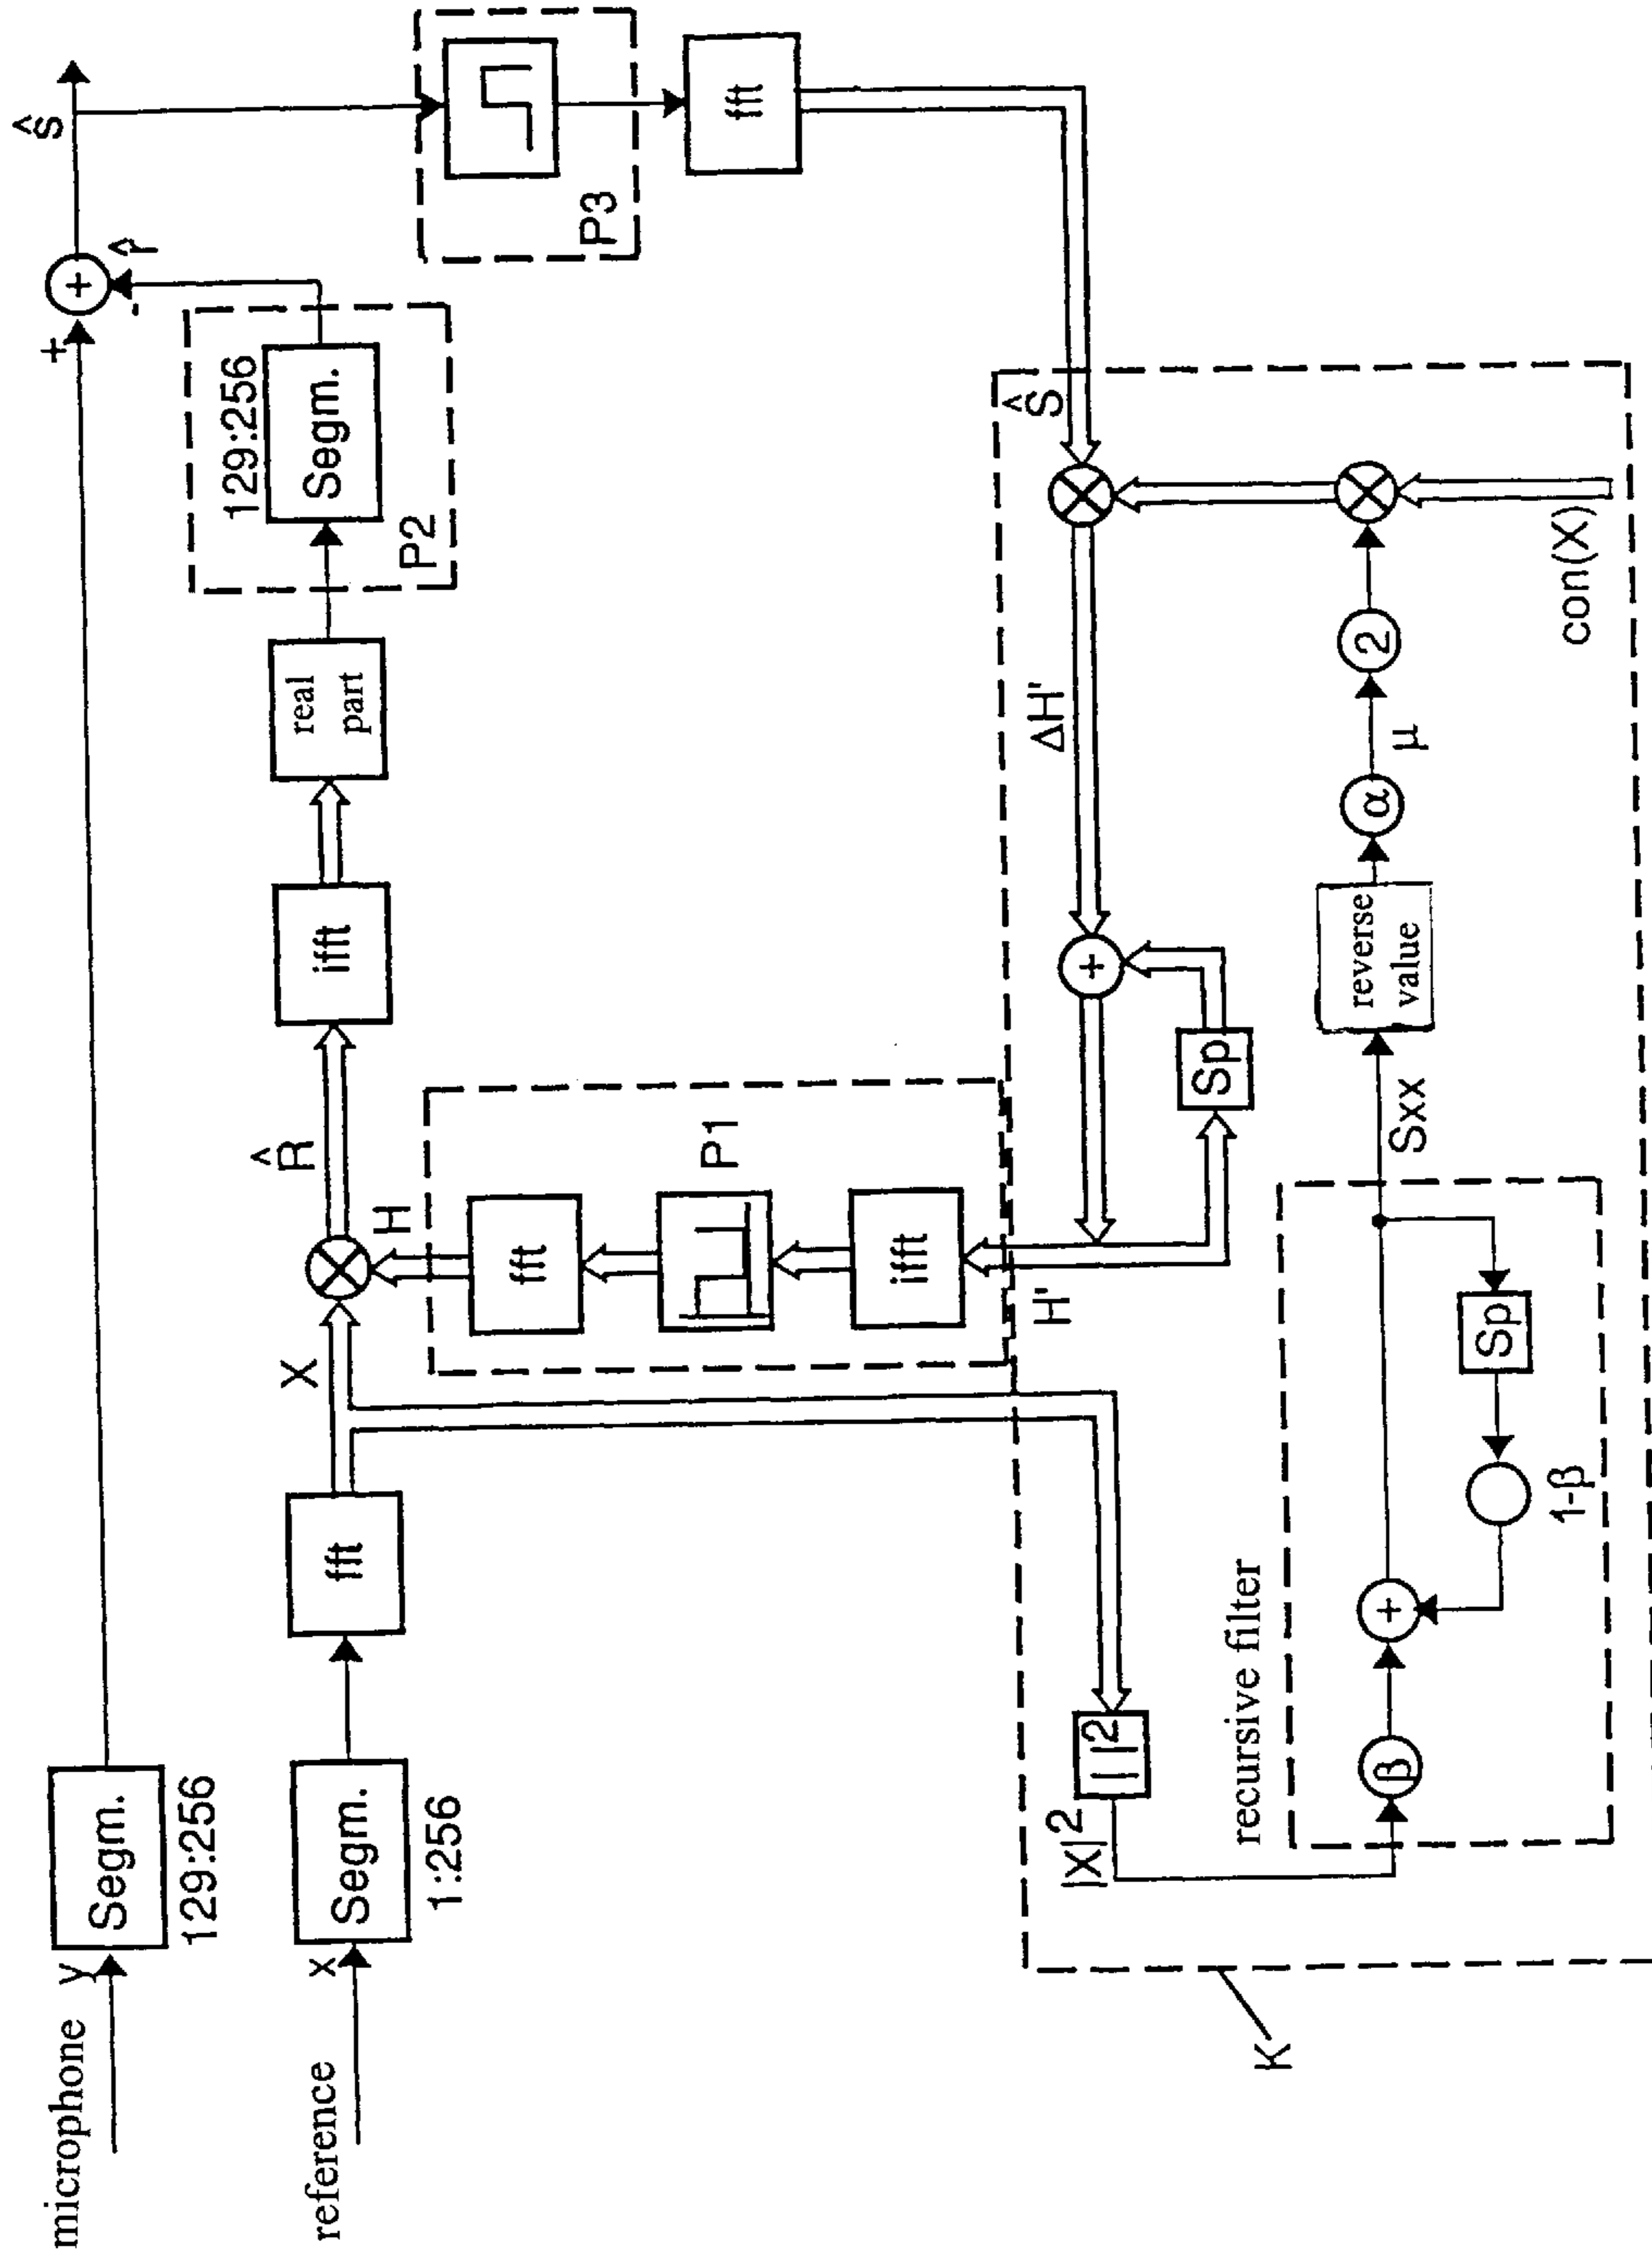 microphone
y
Segm.
129:256
+
+
-
r̂
ŝ
reference
x
Segm.
1:256
fft
X
R̂
H
ifft
real
part
129:256
Segm.
P2
P3
fft
fft
P1
ifft
H'
Ŝ
ΔH'
+
Sp
|X|²
| |²
recursive filter
β
+
Sp
1-β
Sxx
reverse
value
α
μ
2
con(X)
K